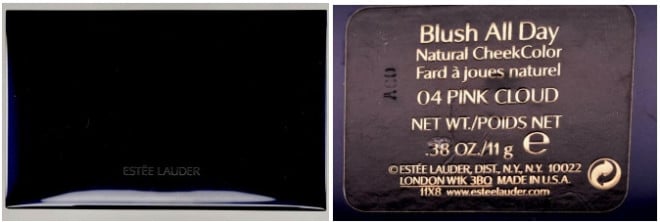 ESTĒE LAUDER
Blush All Day
Natural CheekColor
Fard à joues naturel
04 PINK CLOUD
NET WT./POIDS NET
.38 OZ./11 g e
© ESTĒE LAUDER, DIST., N.Y., N.Y. 10022
LONDON W1K 3BQ MADE IN U.S.A.
11X8 www.esteelauder.com